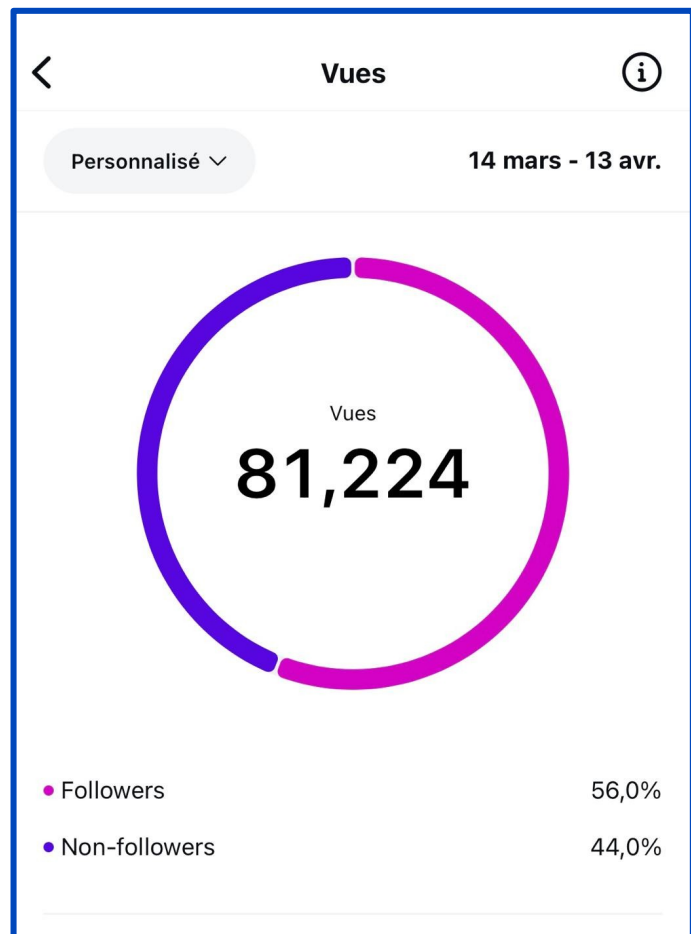 Vues
Personnalisé
14 mars - 13 avr.
Vues
81,224
Followers 56,0%
Non-followers 44,0%